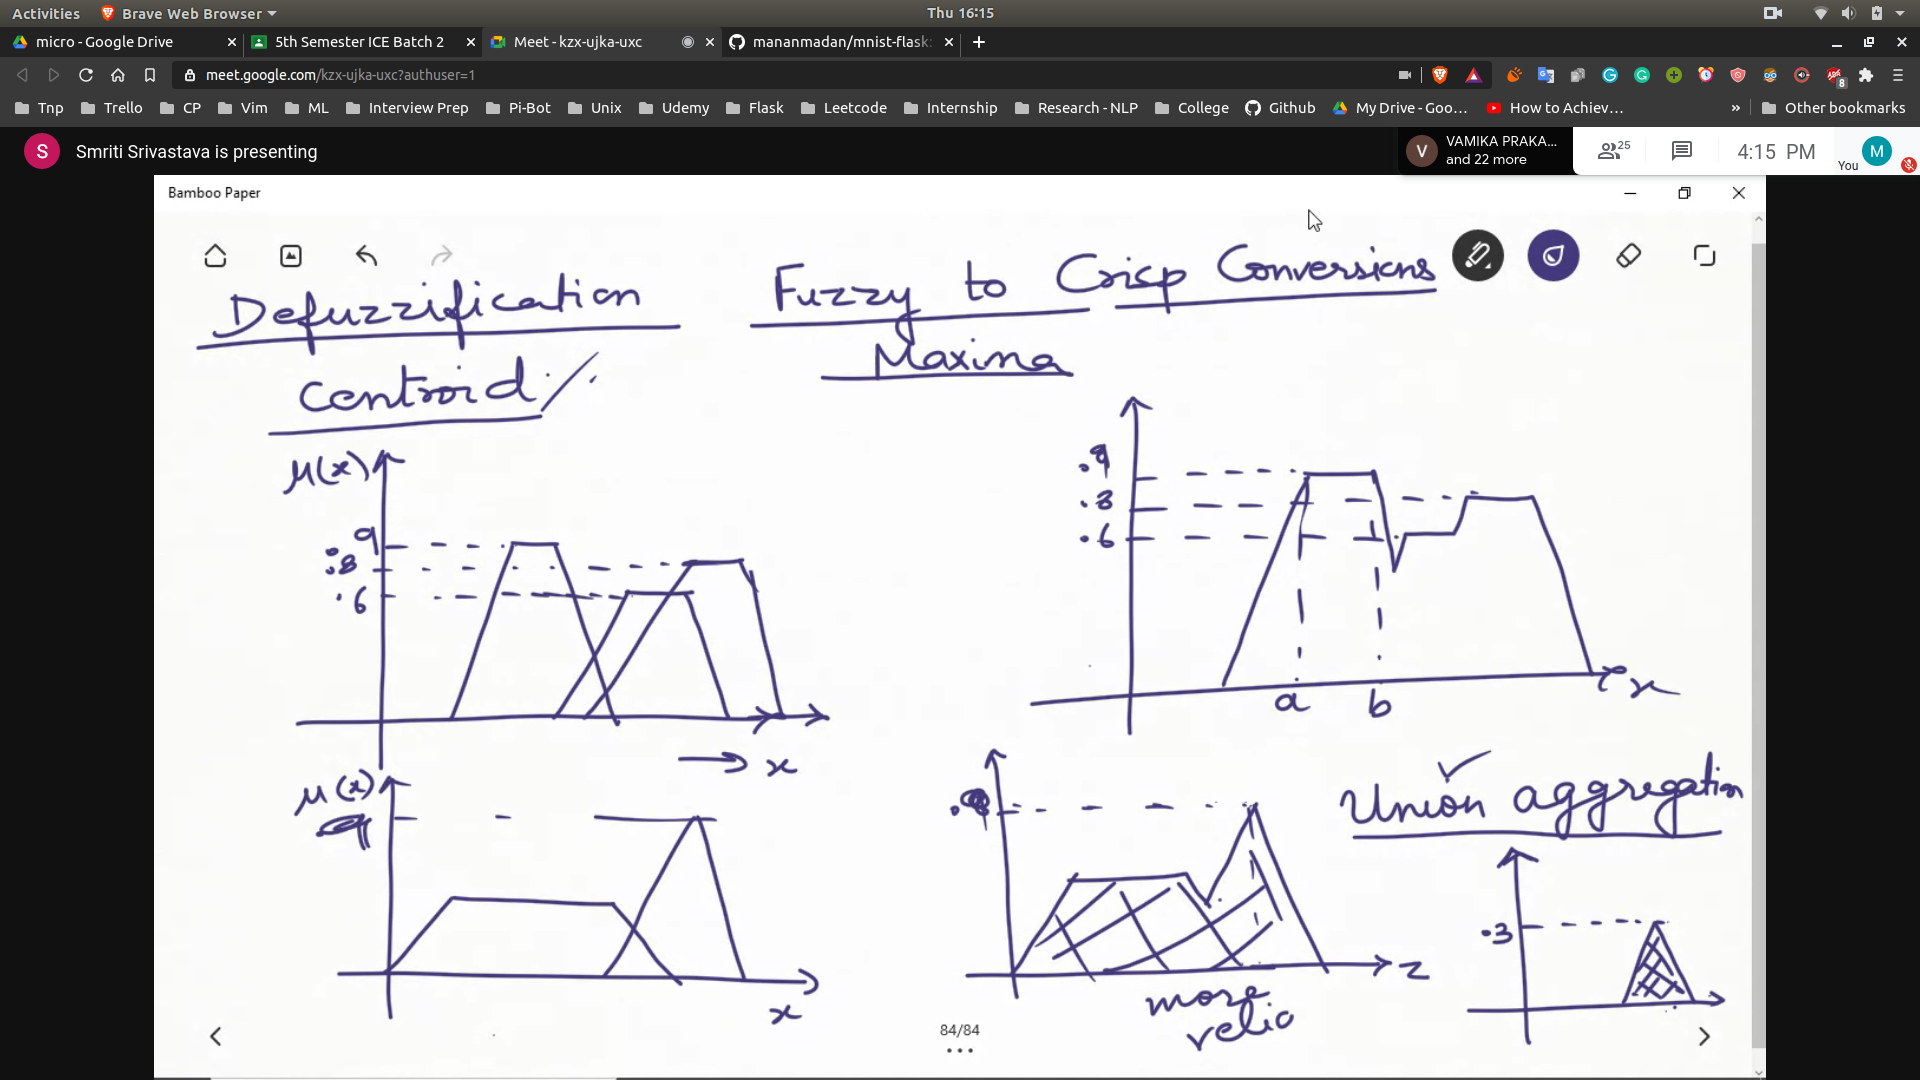 Activities Brave Web Browser Thu 16:15
micro - Google Drive 5th Semester ICE Batch 2 Meet - kzx-ujka-uxc mananmadan/mnist-flask
meet.google.com/kzx-ujka-uxc?authuser=1
8
Tnp Trello CP Vim ML Interview Prep Pi-Bot Unix Udemy Flask Leetcode Internship Research - NLP College Github My Drive - Goo... How to Achiev... » Other bookmarks
S Smriti Srivastava is presenting
V VAMIKA PRAKA...
and 22 more
25
4:15 PM
You M
Bamboo Paper
Defuzzification Fuzzy to Crisp Conversions
Centroid Maxima
μ(x)
.9
.8
.6
x
.9
.8
.6
a b
x
μ(x)
.9
x
z
more
Union aggregation
.3
84/84